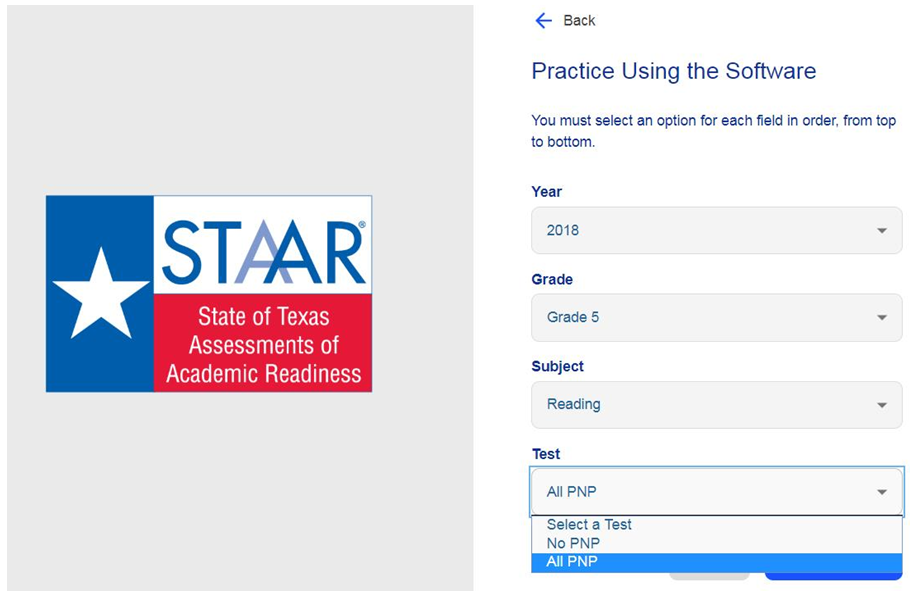 STAAR®
State of Texas
Assessments of
Academic Readiness
Back
Practice Using the Software
You must select an option for each field in order, from top
to bottom.
Year
2018
Grade
Grade 5
Subject
Reading
Test
All PNP
Select a Test
No PNP
All PNP